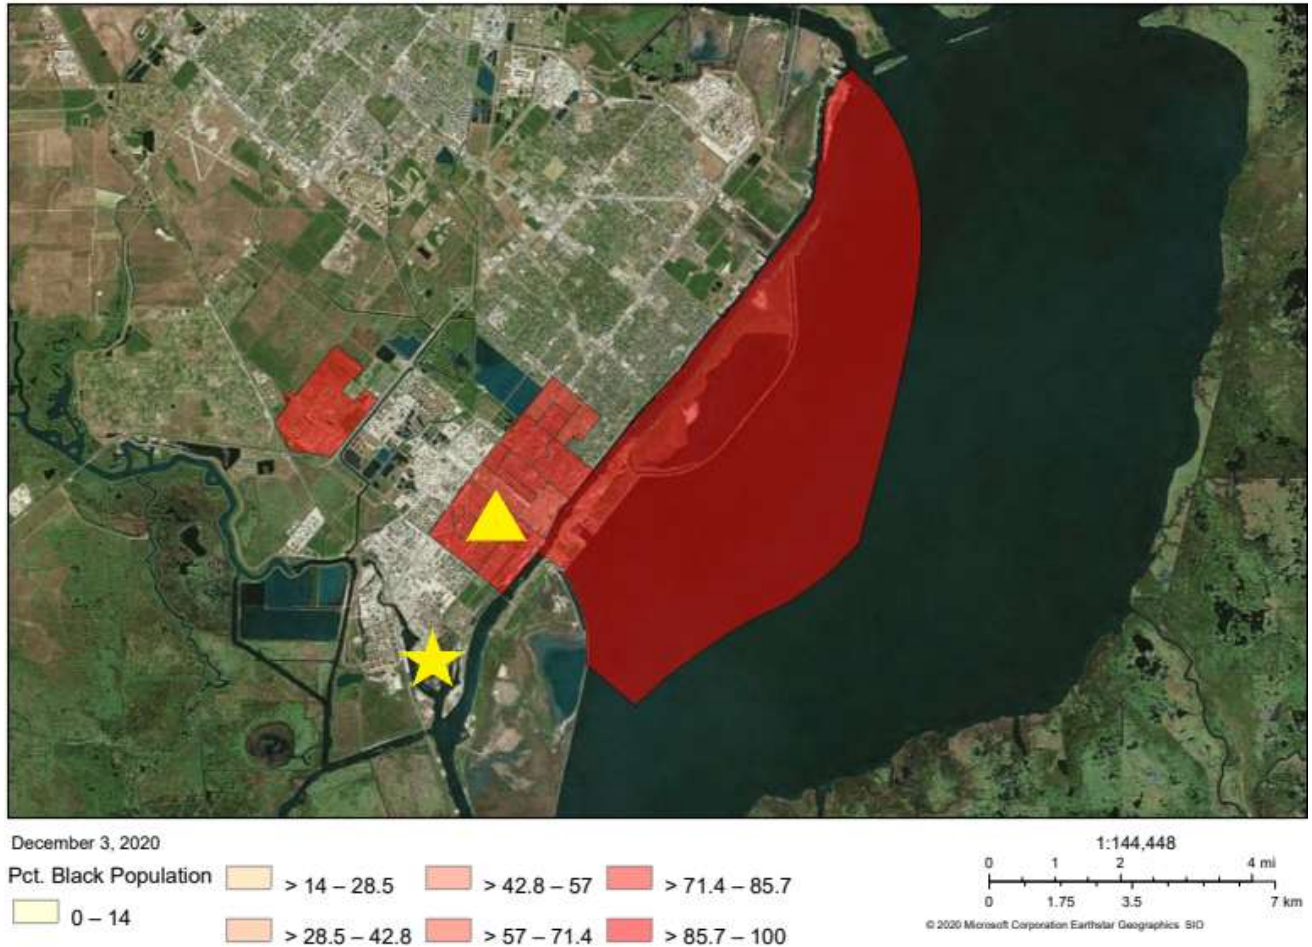 December 3, 2020
Pct. Black Population
0 – 14
> 14 – 28.5
> 28.5 – 42.8
> 42.8 – 57
> 57 – 71.4
> 71.4 – 85.7
> 85.7 – 100
1:144,448
0 1 2 4 mi
0 1.75 3.5 7 km
© 2020 Microsoft Corporation Earthstar Geographics SIO